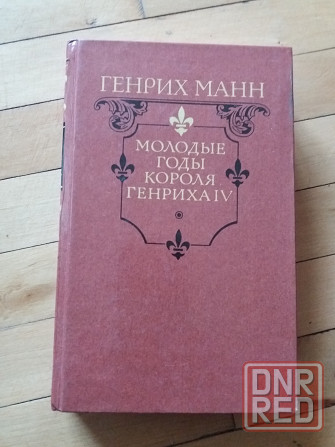 ГЕНРИХ МАНН
МОЛОДЫЕ
ГОДЫ
КОРОЛЯ
ГЕНРИХА IV
DNR
RED